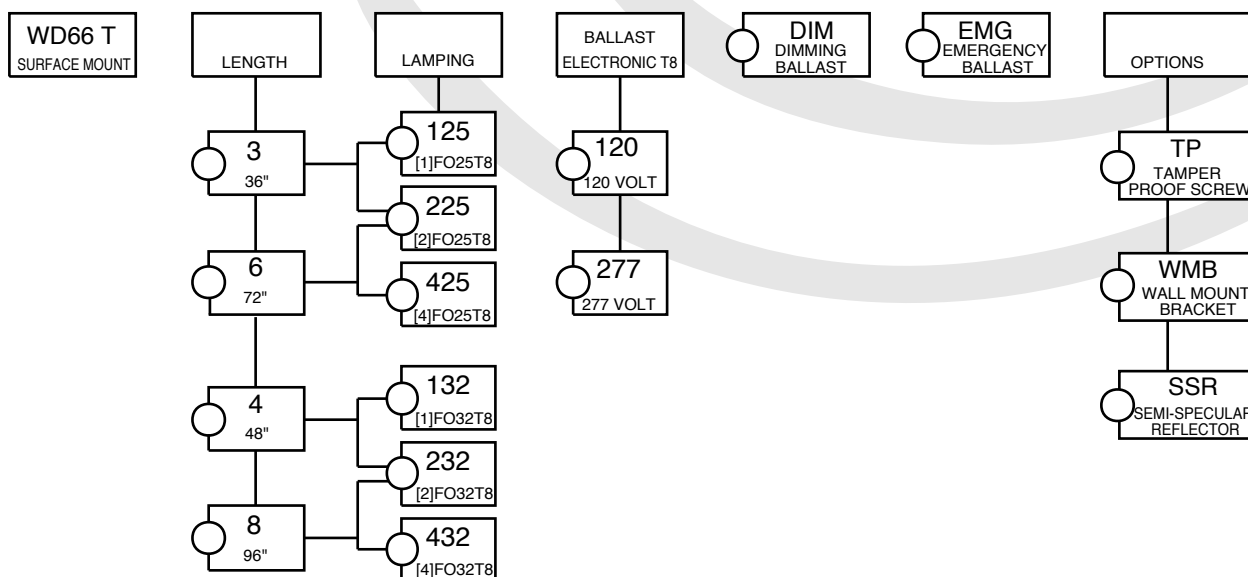 WD66 T
SURFACE MOUNT
LENGTH
3
36"
6
72"
4
48"
8
96"
LAMPING
125
[1]FO25T8
225
[2]FO25T8
425
[4]FO25T8
132
[1]FO32T8
232
[2]FO32T8
432
[4]FO32T8
BALLAST
ELECTRONIC T8
120
120 VOLT
277
277 VOLT
DIM
DIMMING
BALLAST
EMG
EMERGENCY
BALLAST
OPTIONS
TP
TAMPER
PROOF SCREW
WMB
WALL MOUNT
BRACKET
SSR
SEMI-SPECULAR
REFLECTOR